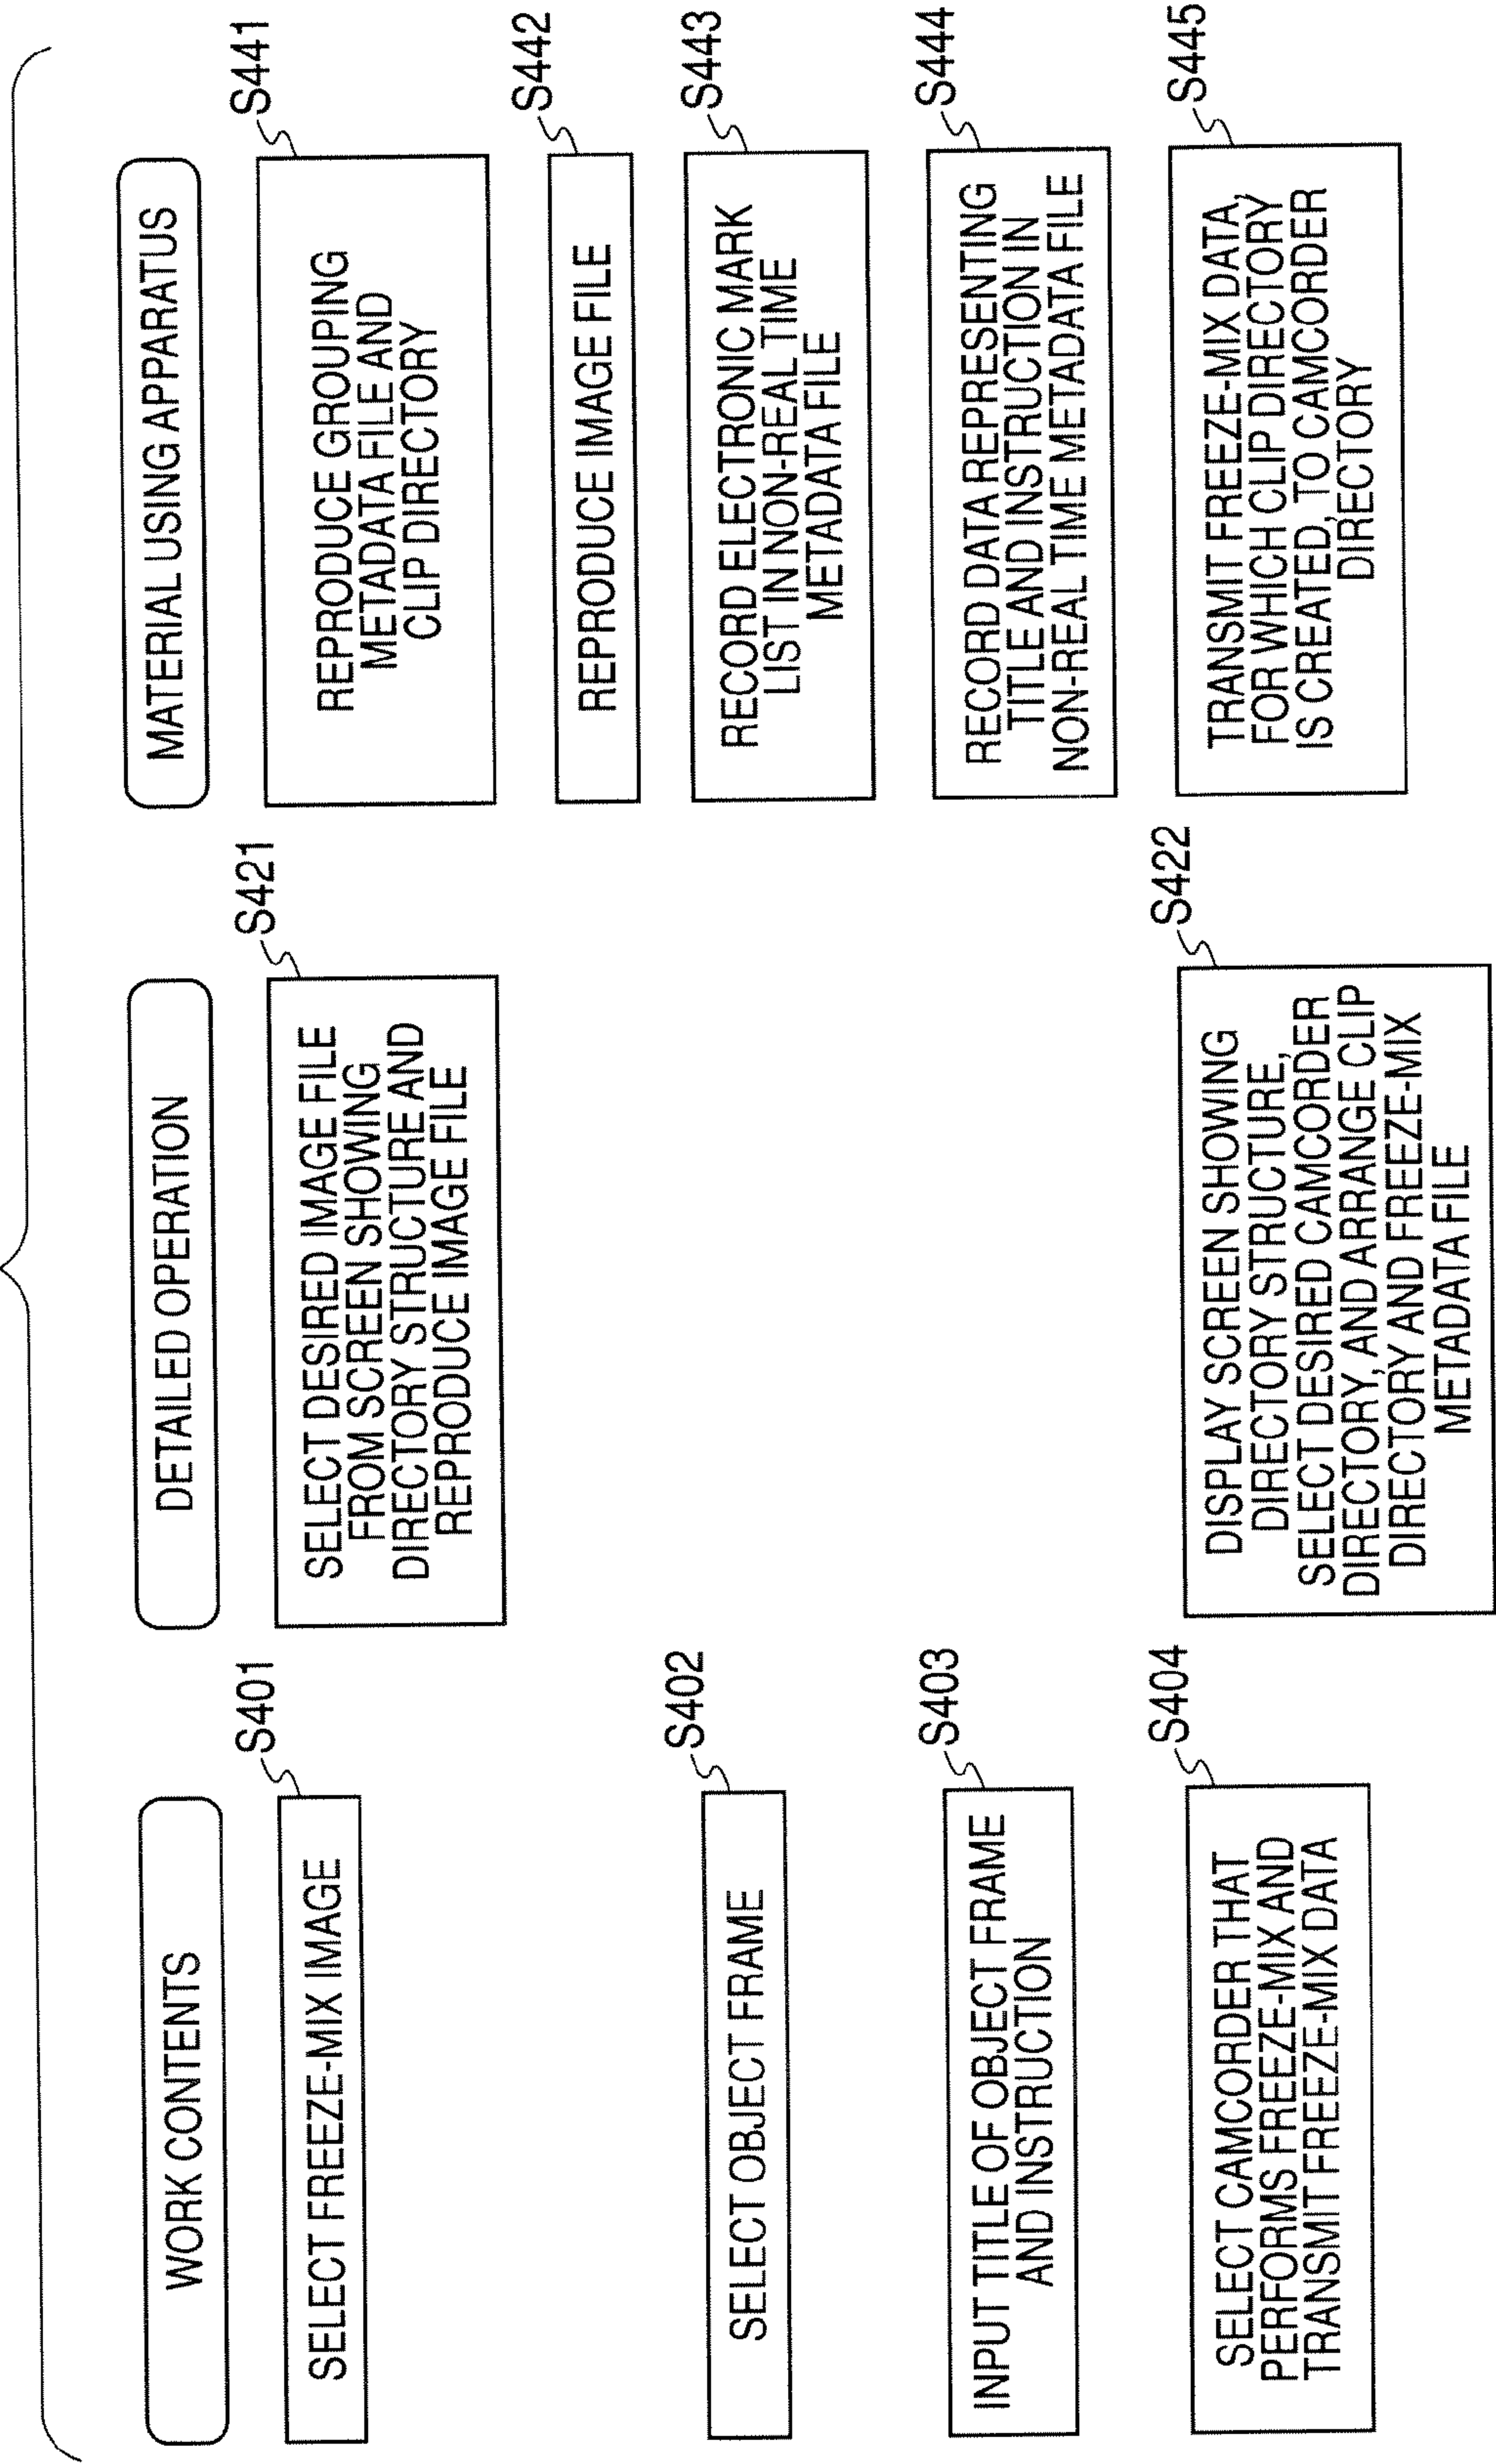 WORK CONTENTS
DETAILED OPERATION
MATERIAL USING APPARATUS
S401
SELECT FREEZE-MIX IMAGE
S421
SELECT DESIRED IMAGE FILE
FROM SCREEN SHOWING
DIRECTORY STRUCTURE AND
REPRODUCE IMAGE FILE
S441
REPRODUCE GROUPING
METADATA FILE AND
CLIP DIRECTORY
S442
REPRODUCE IMAGE FILE
S402
SELECT OBJECT FRAME
S443
RECORD ELECTRONIC MARK
LIST IN NON-REAL TIME
METADATA FILE
S403
INPUT TITLE OF OBJECT FRAME
AND INSTRUCTION
S444
RECORD DATA REPRESENTING
TITLE AND INSTRUCTION IN
NON-REAL TIME METADATA FILE
S404
SELECT CAMCORDER THAT
PERFORMS FREEZE-MIX AND
TRANSMIT FREEZE-MIX DATA
S422
DISPLAY SCREEN SHOWING
DIRECTORY STRUCTURE,
SELECT DESIRED CAMCORDER
DIRECTORY, AND ARRANGE CLIP
DIRECTORY AND FREEZE-MIX
METADATA FILE
S445
TRANSMIT FREEZE-MIX DATA,
FOR WHICH CLIP DIRECTORY
IS CREATED, TO CAMCORDER
DIRECTORY